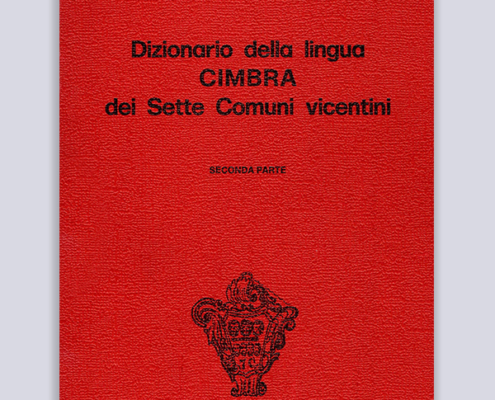 Dizionario della lingua
CIMBRA
dei Sette Comuni vicentini
SECONDA PARTE